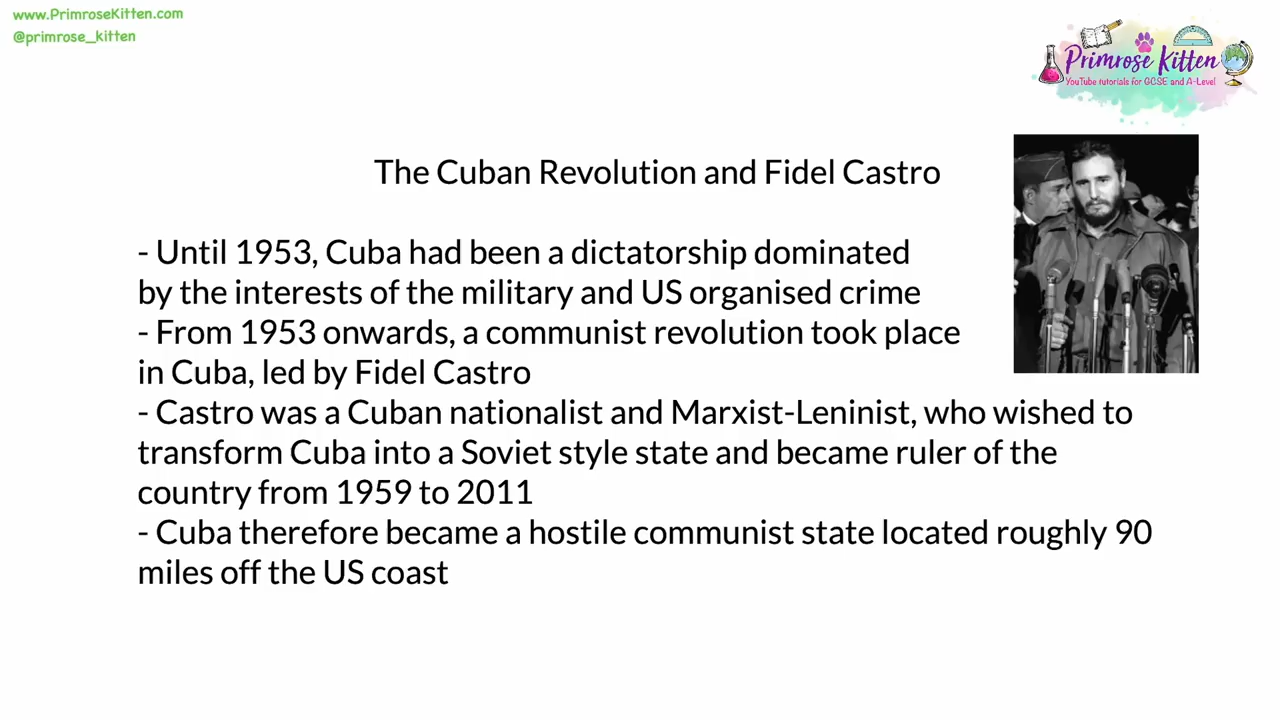 www.PrimroseKitten.com
@primrose_kitten
Primrose Kitten
YouTube tutorials for GCSE and A-Level
The Cuban Revolution and Fidel Castro
- Until 1953, Cuba had been a dictatorship dominated
by the interests of the military and US organised crime
- From 1953 onwards, a communist revolution took place
in Cuba, led by Fidel Castro
- Castro was a Cuban nationalist and Marxist-Leninist, who wished to
transform Cuba into a Soviet style state and became ruler of the
country from 1959 to 2011
- Cuba therefore became a hostile communist state located roughly 90
miles off the US coast